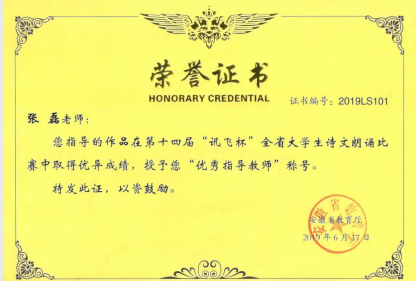 荣誉证书
HONORARY CREDENTIAL
证书编号：2019LS101
张磊老师：
您指导的作品在第十四届“讯飞杯”全省大学生诗文朗诵比
赛中取得优异成绩，授予您“优秀指导教师”称号。
特发此证，以资鼓励。
安徽省教育厅
2019年6月17日